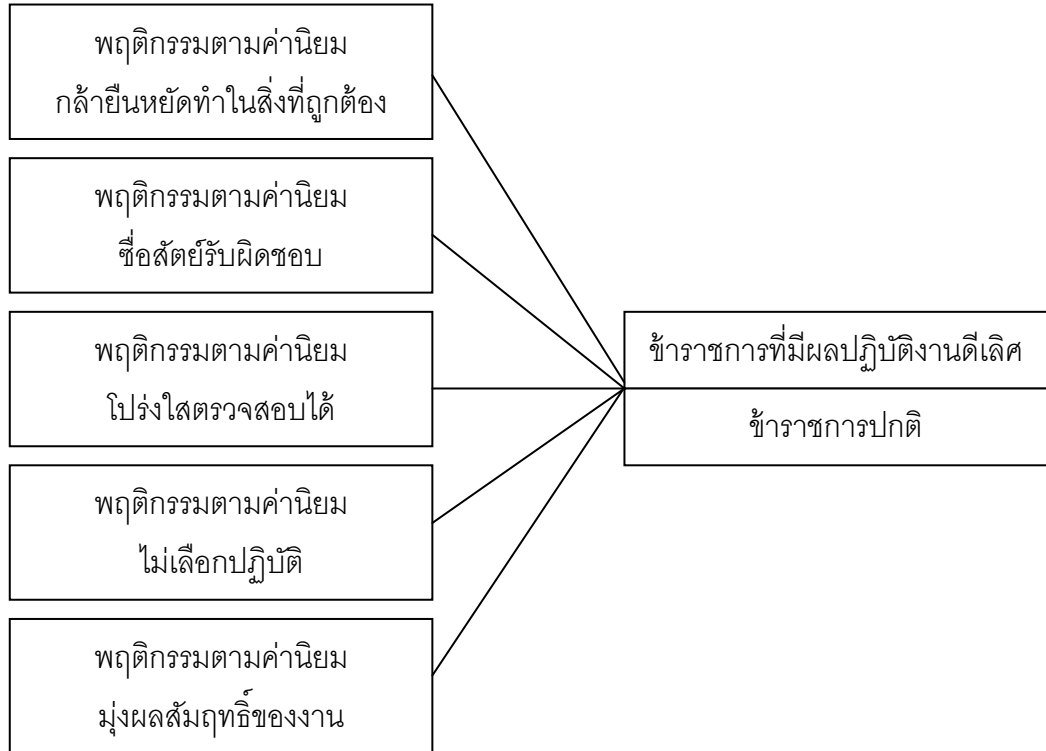 พฤติกรรมตามค่านิยม
กล้ายืนหยัดทำในสิ่งที่ถูกต้อง
พฤติกรรมตามค่านิยม
ซื่อสัตย์รับผิดชอบ
พฤติกรรมตามค่านิยม
โปร่งใสตรวจสอบได้
พฤติกรรมตามค่านิยม
ไม่เลือกปฏิบัติ
พฤติกรรมตามค่านิยม
มุ่งผลสัมฤทธิ์ของงาน
ข้าราชการที่มีผลปฏิบัติงานดีเลิศ
ข้าราชการปกติ